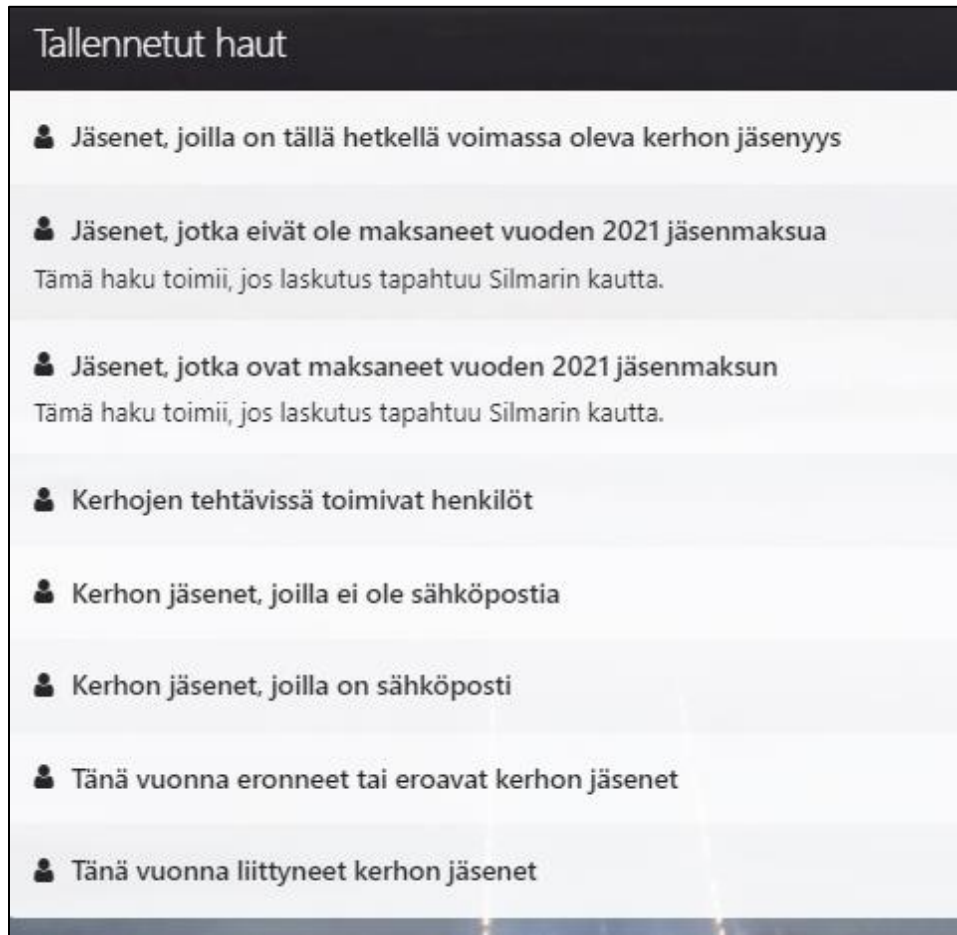 Tallennetut haut
Jäsenet, joilla on tällä hetkellä voimassa oleva kerhon jäsenyys
Jäsenet, jotka eivät ole maksaneet vuoden 2021 jäsenmaksua
Tämä haku toimii, jos laskutus tapahtuu Silmarin kautta.
Jäsenet, jotka ovat maksaneet vuoden 2021 jäsenmaksun
Tämä haku toimii, jos laskutus tapahtuu Silmarin kautta.
Kerhojen tehtävissä toimivat henkilöt
Kerhon jäsenet, joilla ei ole sähköpostia
Kerhon jäsenet, joilla on sähköposti
Tänä vuonna eronneet tai eroavat kerhon jäsenet
Tänä vuonna liittyneet kerhon jäsenet